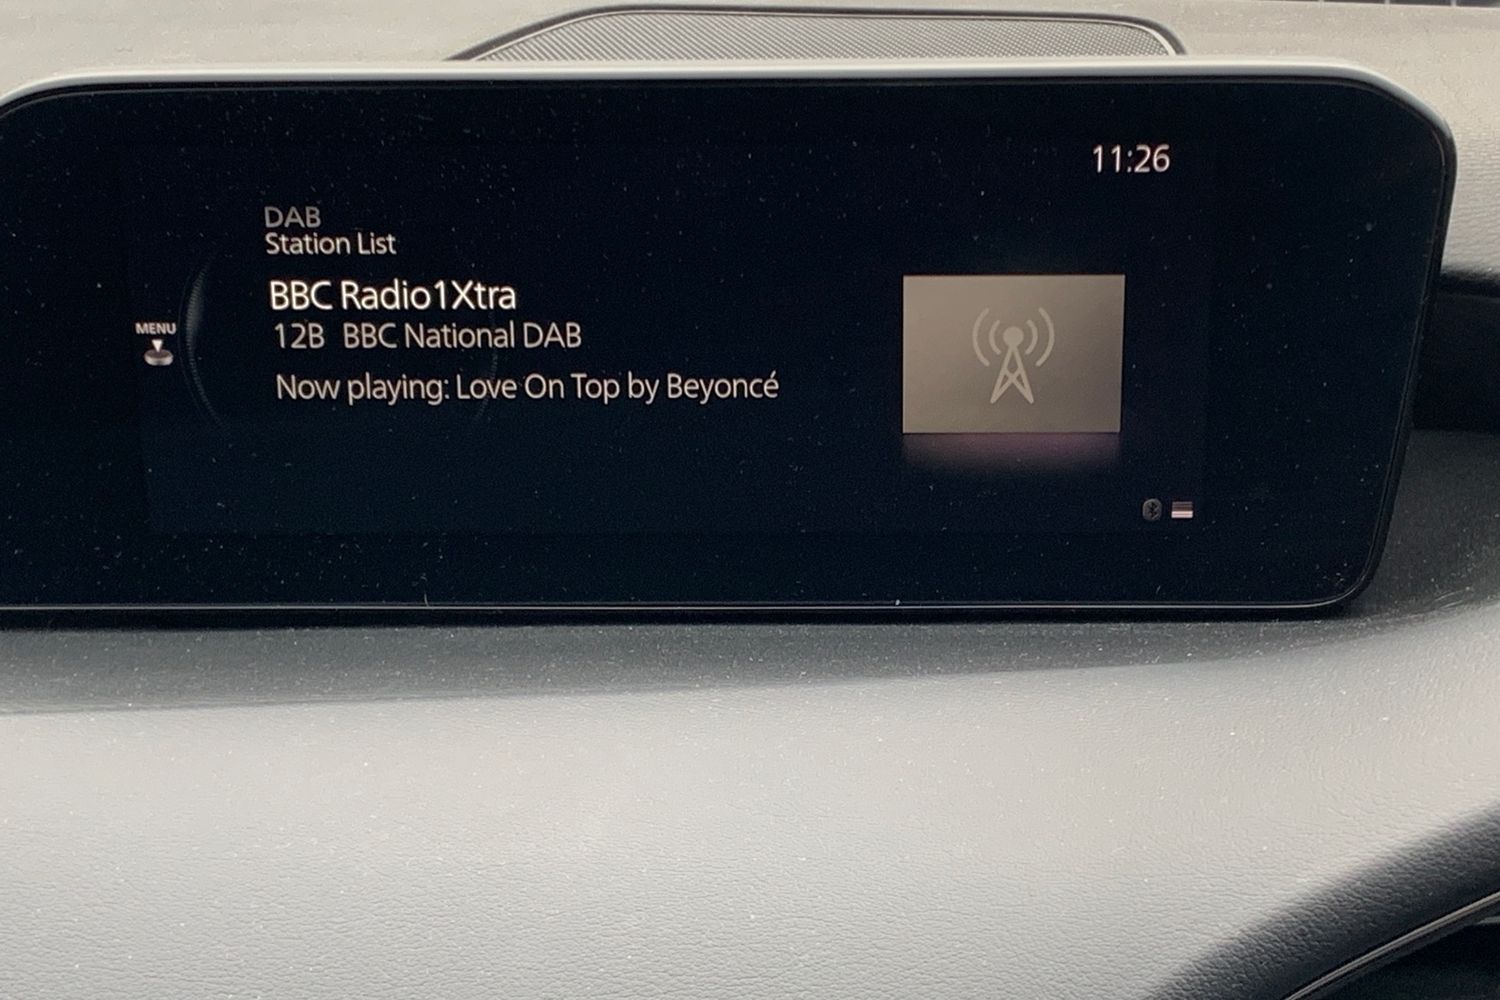 11:26
DAB
Station List
BBC Radio1Xtra
12B BBC National DAB
MENU
Now playing: Love On Top by Beyoncé